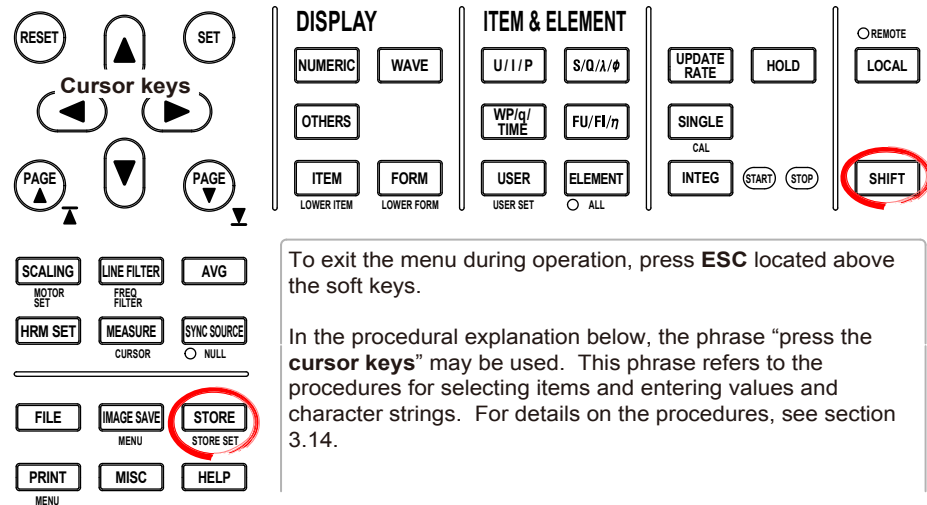 RESET
SET
Cursor keys
PAGE
PAGE
DISPLAY
NUMERIC WAVE
OTHERS
ITEM FORM
LOWER ITEM LOWER FORM
ITEM & ELEMENT
U / I / P S/Q/λ/ø
WP/q/
TIME
FU/FI/η
USER ELEMENT
USER SET ALL
UPDATE
RATE
HOLD
SINGLE
CAL
INTEG START STOP
REMOTE
LOCAL
SHIFT
SCALING LINE FILTER AVG
MOTOR
SET
FREQ
FILTER
HRM SET MEASURE SYNC SOURCE
CURSOR NULL
FILE IMAGE SAVE STORE
MENU STORE SET
PRINT MISC HELP
MENU
To exit the menu during operation, press ESC located above
the soft keys.
In the procedural explanation below, the phrase “press the
cursor keys” may be used. This phrase refers to the
procedures for selecting items and entering values and
character strings. For details on the procedures, see section
3.14.